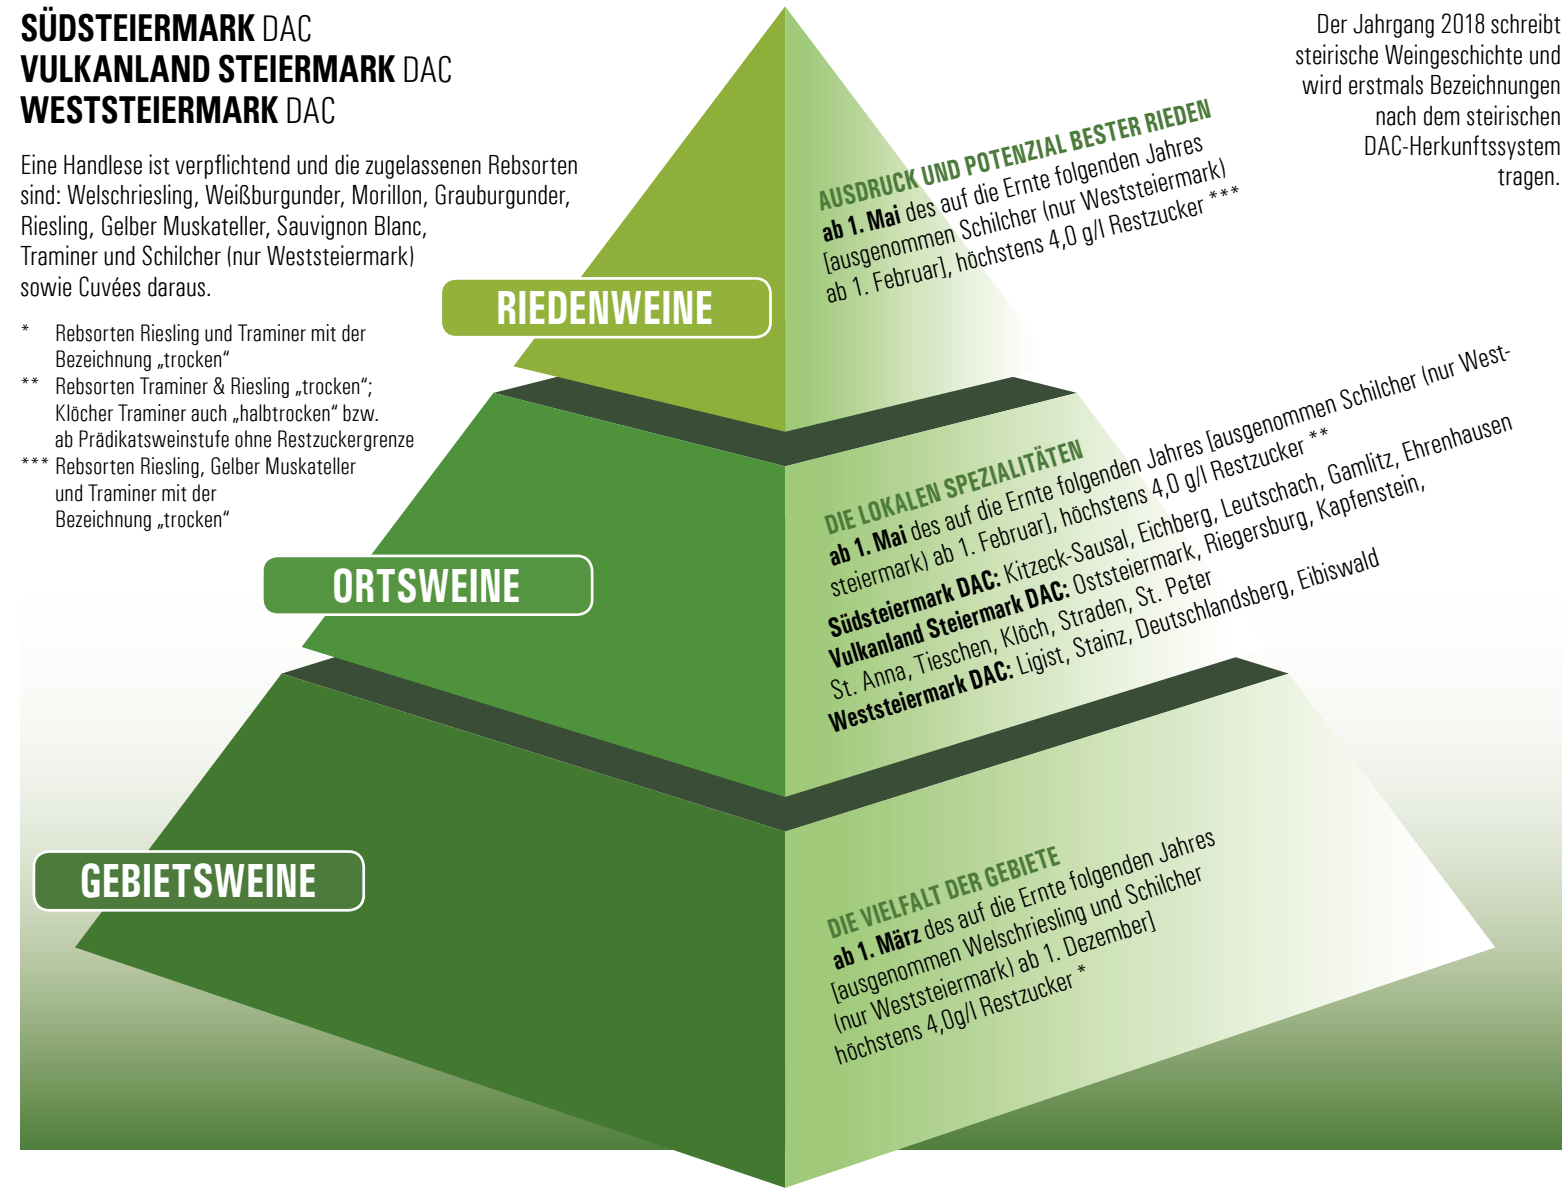 SÜDSTEIERMARK DAC
VULKANLAND STEIERMARK DAC
WESTSTEIERMARK DAC
Eine Handlese ist verpflichtend und die zugelassenen Rebsorten
sind: Welschriesling, Weißburgunder, Morillon, Grauburgunder,
Riesling, Gelber Muskateller, Sauvignon Blanc,
Traminer und Schilcher (nur Weststeiermark)
sowie Cuvées daraus.
* Rebsorten Riesling und Traminer mit der
Bezeichnung „trocken“
** Rebsorten Traminer & Riesling „trocken“;
Klöcher Traminer auch „halbtrocken“ bzw.
ab Prädikatsweinstufe ohne Restzuckergrenze
*** Rebsorten Riesling, Gelber Muskateller
und Traminer mit der
Bezeichnung „trocken“
Der Jahrgang 2018 schreibt
steirische Weingeschichte und
wird erstmals Bezeichnungen
nach dem steirischen
DAC-Herkunftssystem
tragen.
RIEDENWEINE
AUSDRUCK UND POTENZIAL BESTER RIEDEN
ab 1. Mai des auf die Ernte folgenden Jahres
[ausgenommen Schilcher (nur Weststeiermark)
ab 1. Februar], höchstens 4,0 g/l Restzucker ***
ORTSWEINE
DIE LOKALEN SPEZIALITÄTEN
ab 1. Mai des auf die Ernte folgenden Jahres [ausgenommen Schilcher (nur West-
steiermark) ab 1. Februar], höchstens 4,0 g/l Restzucker **
Südsteiermark DAC: Kitzeck-Sausal, Eichberg, Leutschach, Gamlitz, Ehrenhausen
Vulkanland Steiermark DAC: Oststeiermark, Riegersburg, Kapfenstein,
St. Anna, Tieschen, Klöch, Straden, St. Peter
Weststeiermark DAC: Ligist, Stainz, Deutschlandsberg, Eibiswald
GEBIETSWEINE
DIE VIELFALT DER GEBIETE
ab 1. März des auf die Ernte folgenden Jahres
[ausgenommen Welschriesling und Schilcher
(nur Weststeiermark) ab 1. Dezember]
höchstens 4,0g/l Restzucker *